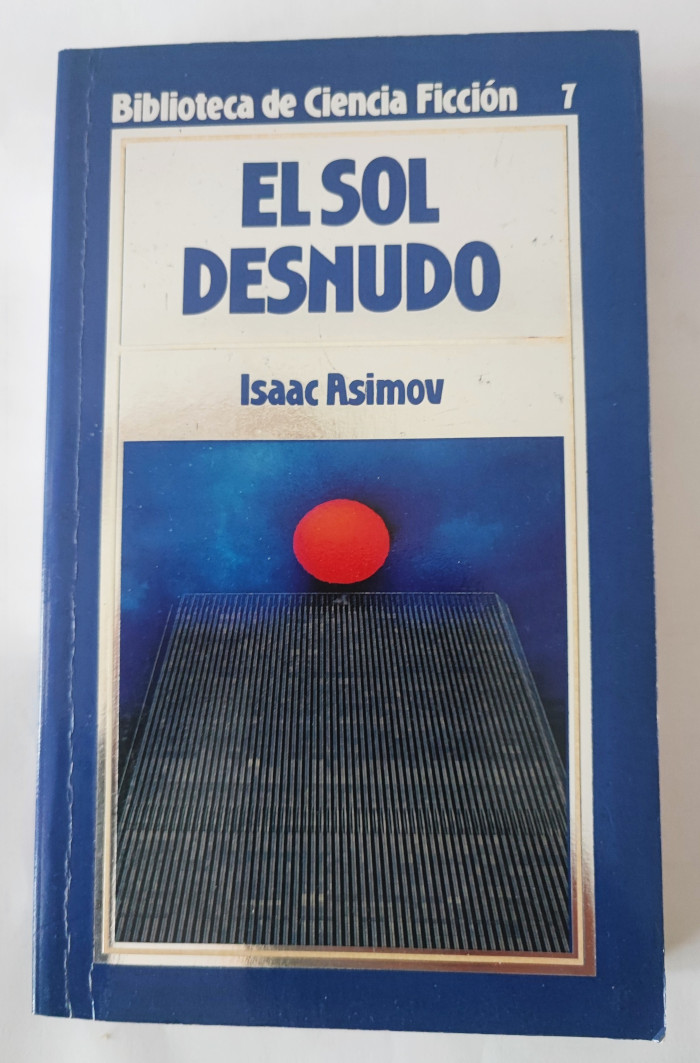 Biblioteca de Ciencia Ficción 7
EL SOL
DESNUDO
Isaac Asimov